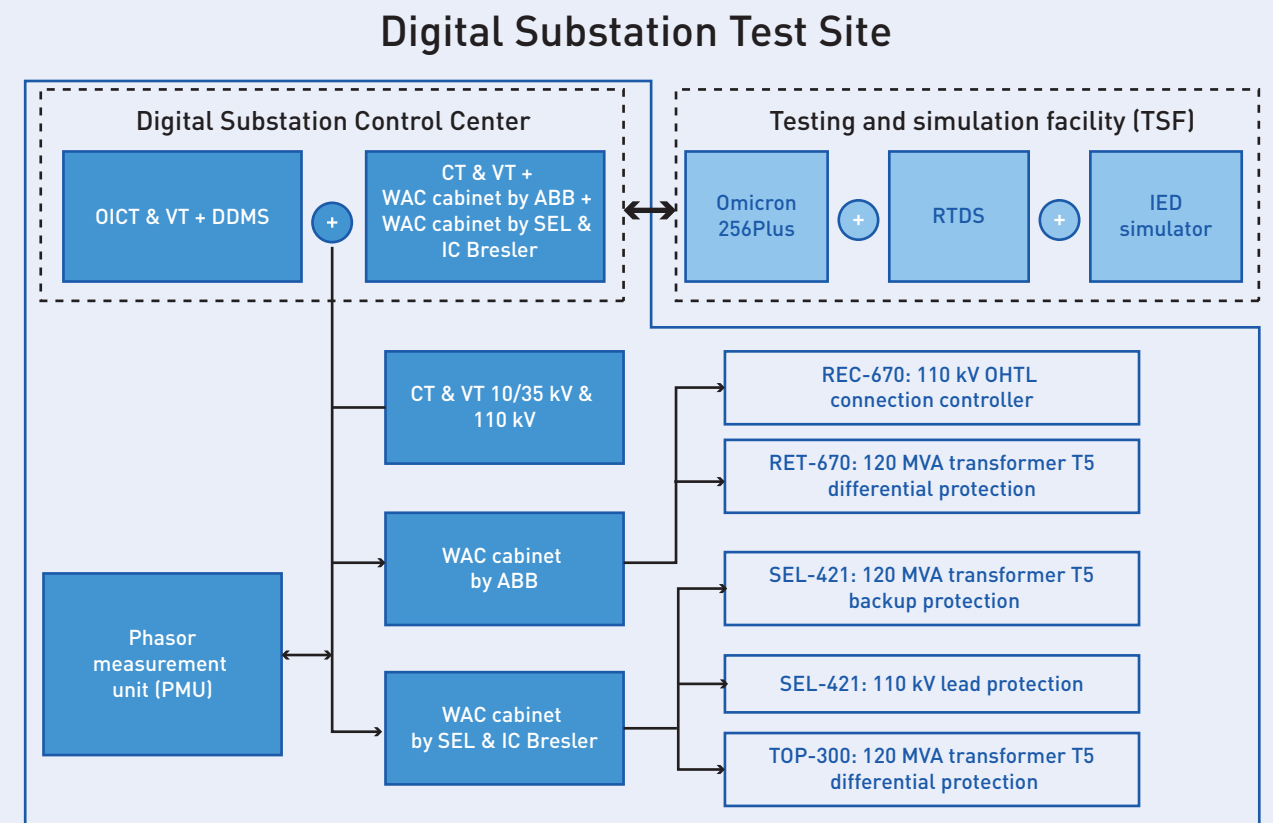 Digital Substation Test Site
Digital Substation Control Center
OICT & VT + DDMS
+
CT & VT +
WAC cabinet by ABB +
WAC cabinet by SEL &
IC Bresler
Testing and simulation facility (TSF)
Omicron
256Plus
+
RTDS
+
IED
simulator
CT & VT 10/35 kV &
110 kV
REC-670: 110 kV OHTL
connection controller
RET-670: 120 MVA transformer T5
differential protection
WAC cabinet
by ABB
SEL-421: 120 MVA transformer T5
backup protection
Phasor
measurement
unit (PMU)
SEL-421: 110 kV lead protection
WAC cabinet
by SEL & IC Bresler
TOP-300: 120 MVA transformer T5
differential protection